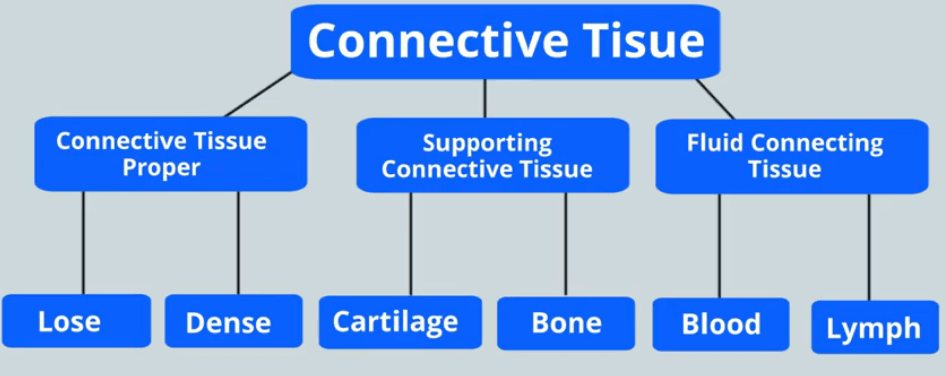 Connective Tisue
Connective Tissue
Proper
Supporting
Connective Tissue
Fluid Connecting
Tissue
Lose
Dense
Cartilage
Bone
Blood
Lymph